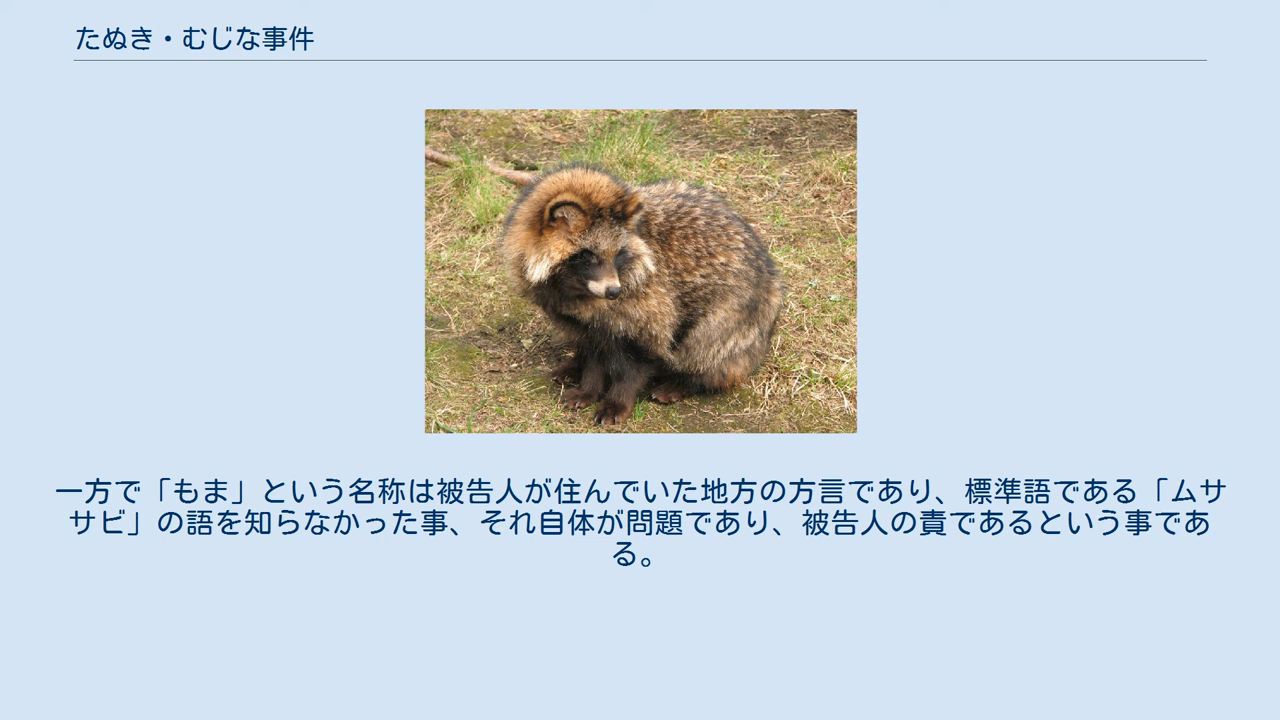 たぬき・むじな事件
一方で「もま」という名称は被告人が住んでいた地方の方言であり、標準語である「ムサ
サビ」の語を知らなかった事、それ自体が問題であり、被告人の責であるという事であ
る。